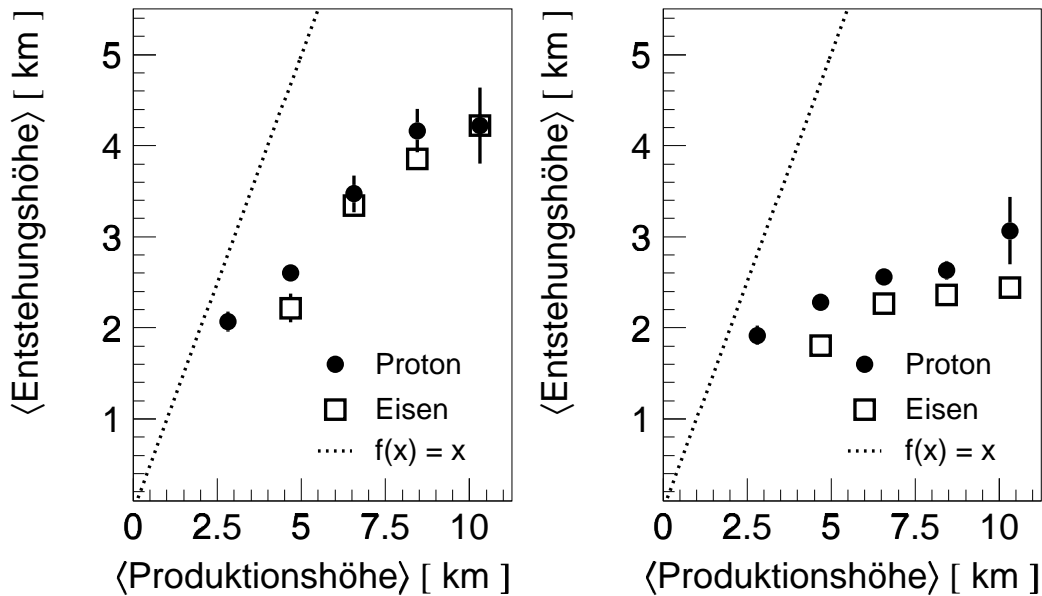 ⟨Entstehungshöhe⟩ [ km ]
5
4
3
2
1
Proton
Eisen
f(x) = x
0 2.5 5 7.5 10
⟨Produktionshöhe⟩ [ km ]
⟨Entstehungshöhe⟩ [ km ]
5
4
3
2
1
Proton
Eisen
f(x) = x
0 2.5 5 7.5 10
⟨Produktionshöhe⟩ [ km ]